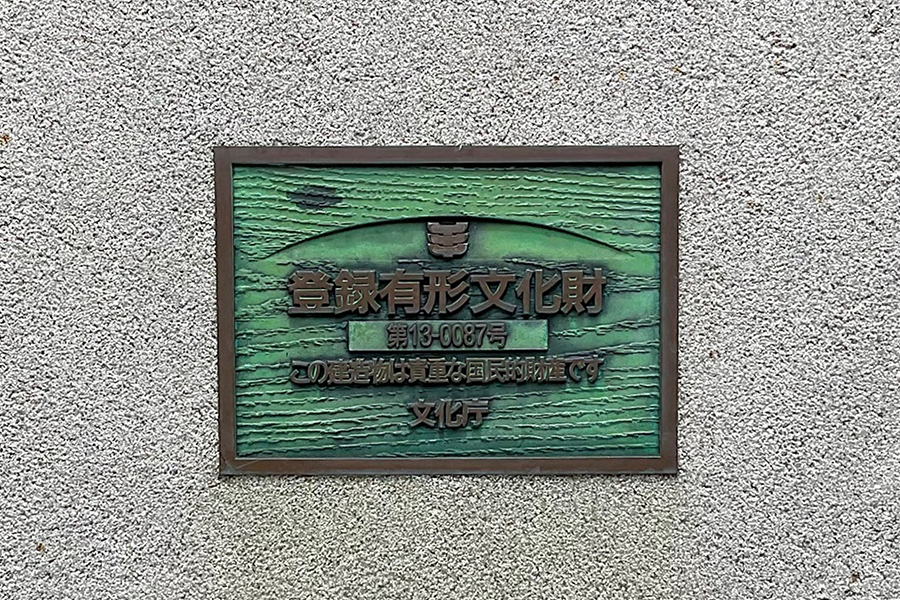 登録有形文化財
第13-0087号
この建造物は貴重な国民的財産です
文化庁